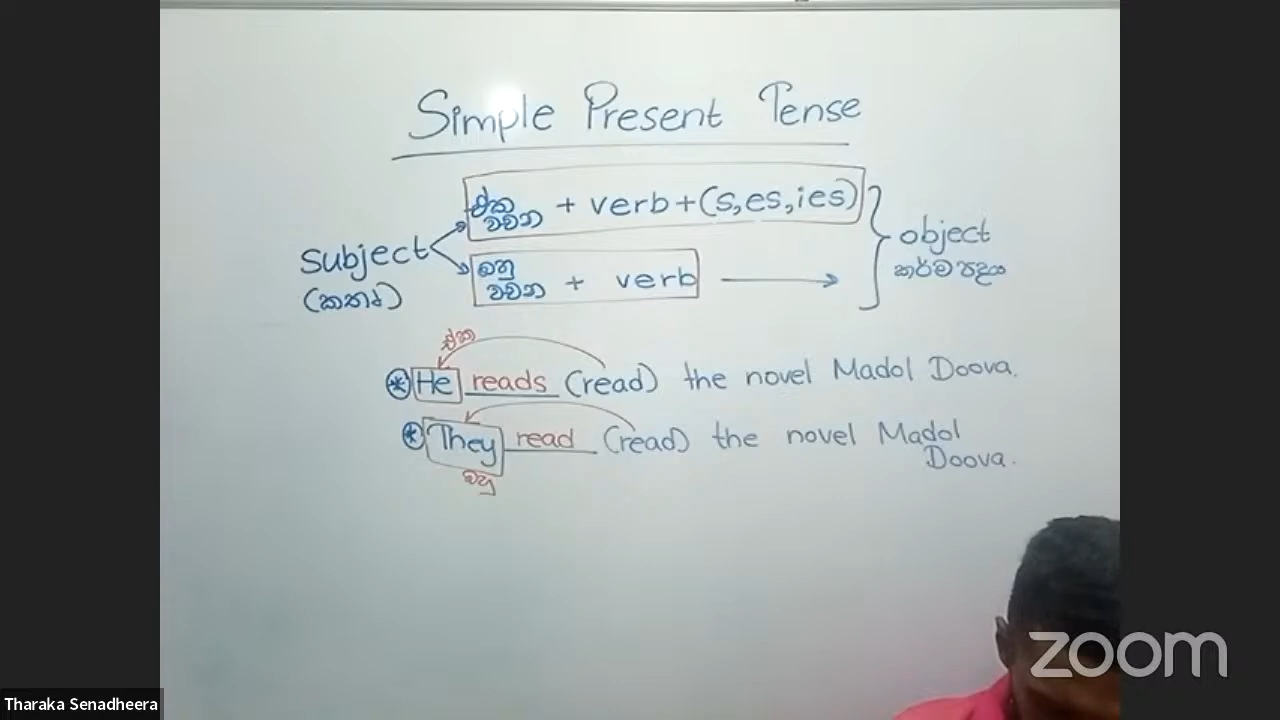 Simple Present Tense
ඒක වචන + verb+(s,es,ies)
subject
(කතෘ)
object
කර්ම පදය
බහු වචන + verb
ඒක
* He reads (read) the novel Madol Doova.
* They read (read) the novel Madol
Doova.
බහු
zoom
Tharaka Senadheera